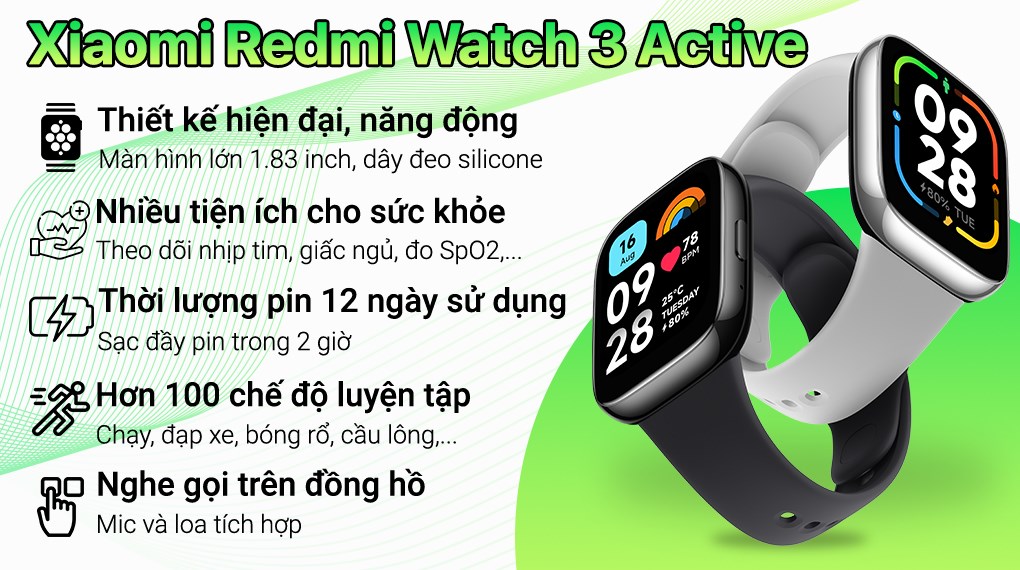 Xiaomi Redmi Watch 3 Active
Thiết kế hiện đại, năng động
Màn hình lớn 1.83 inch, dây đeo silicone
Nhiều tiện ích cho sức khỏe
Theo dõi nhịp tim, giấc ngủ, đo SpO2,...
Thời lượng pin 12 ngày sử dụng
Sạc đầy pin trong 2 giờ
Hơn 100 chế độ luyện tập
Chạy, đạp xe, bóng rổ, cầu lông,...
Nghe gọi trên đồng hồ
Mic và loa tích hợp
16
Aug
78
BPM
09
28
25°C
TUESDAY
80%
09
28
80% TUE